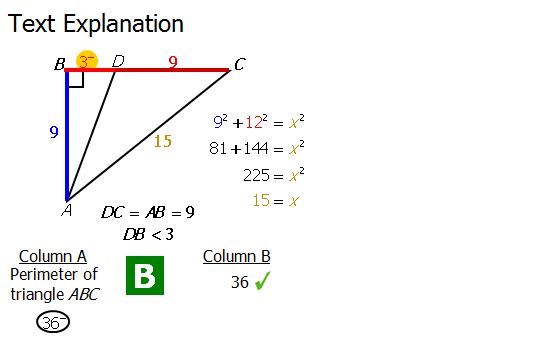 Text Explanation
B 3⁻ D 9 C
9² + 12² = x²
9
15
81 + 144 = x²
225 = x²
15 = x
A
DC = AB = 9
DB < 3
Column A
Column B
Perimeter of
triangle ABC
B
36 ✓
36⁻